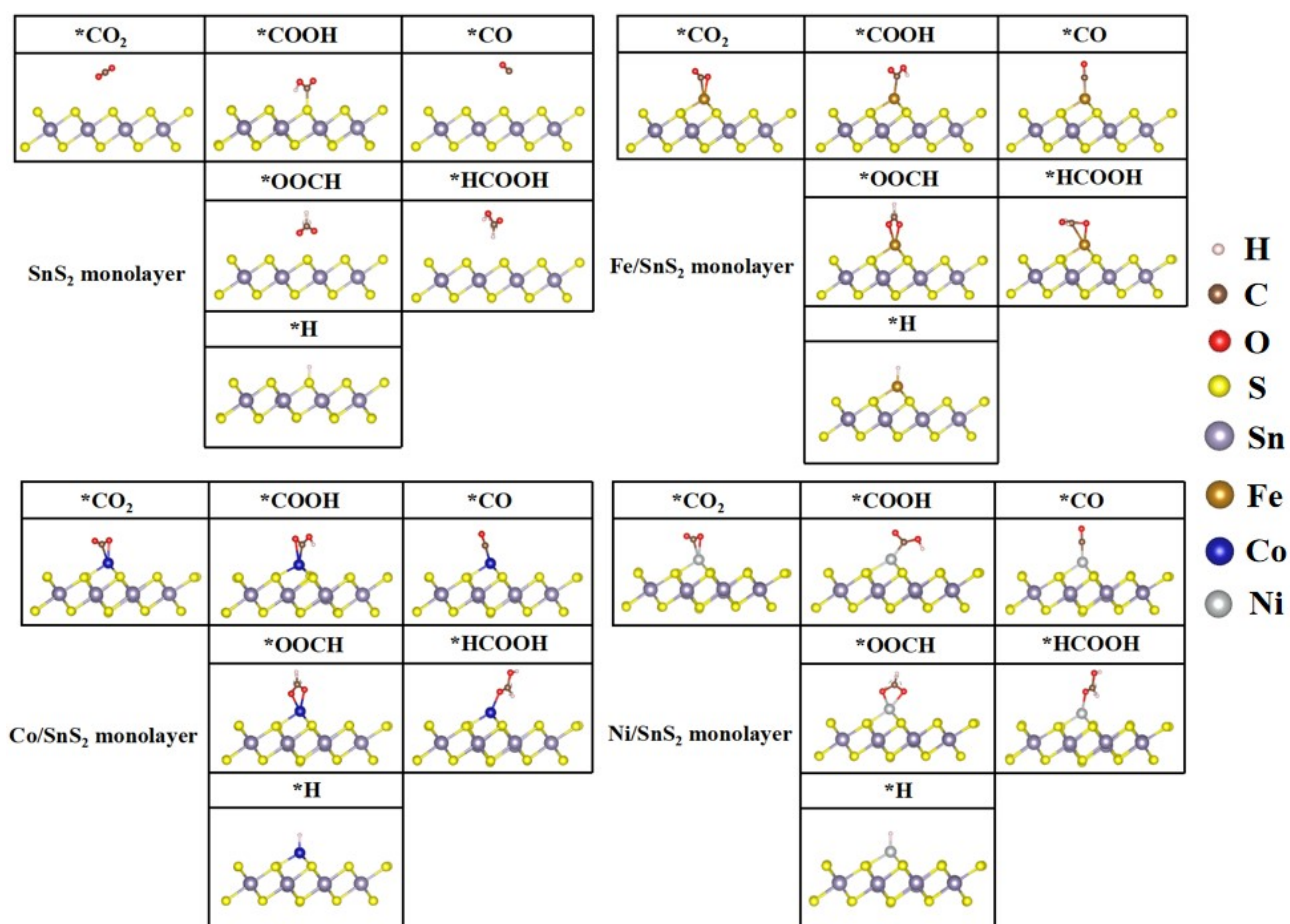 *CO₂
*COOH
*CO
*OOCH
*HCOOH
SnS₂ monolayer
*H
*CO₂
*COOH
*CO
*OOCH
*HCOOH
Fe/SnS₂ monolayer
*H
*CO₂
*COOH
*CO
*OOCH
*HCOOH
Co/SnS₂ monolayer
*H
*CO₂
*COOH
*CO
*OOCH
*HCOOH
Ni/SnS₂ monolayer
*H
H
C
O
S
Sn
Fe
Co
Ni